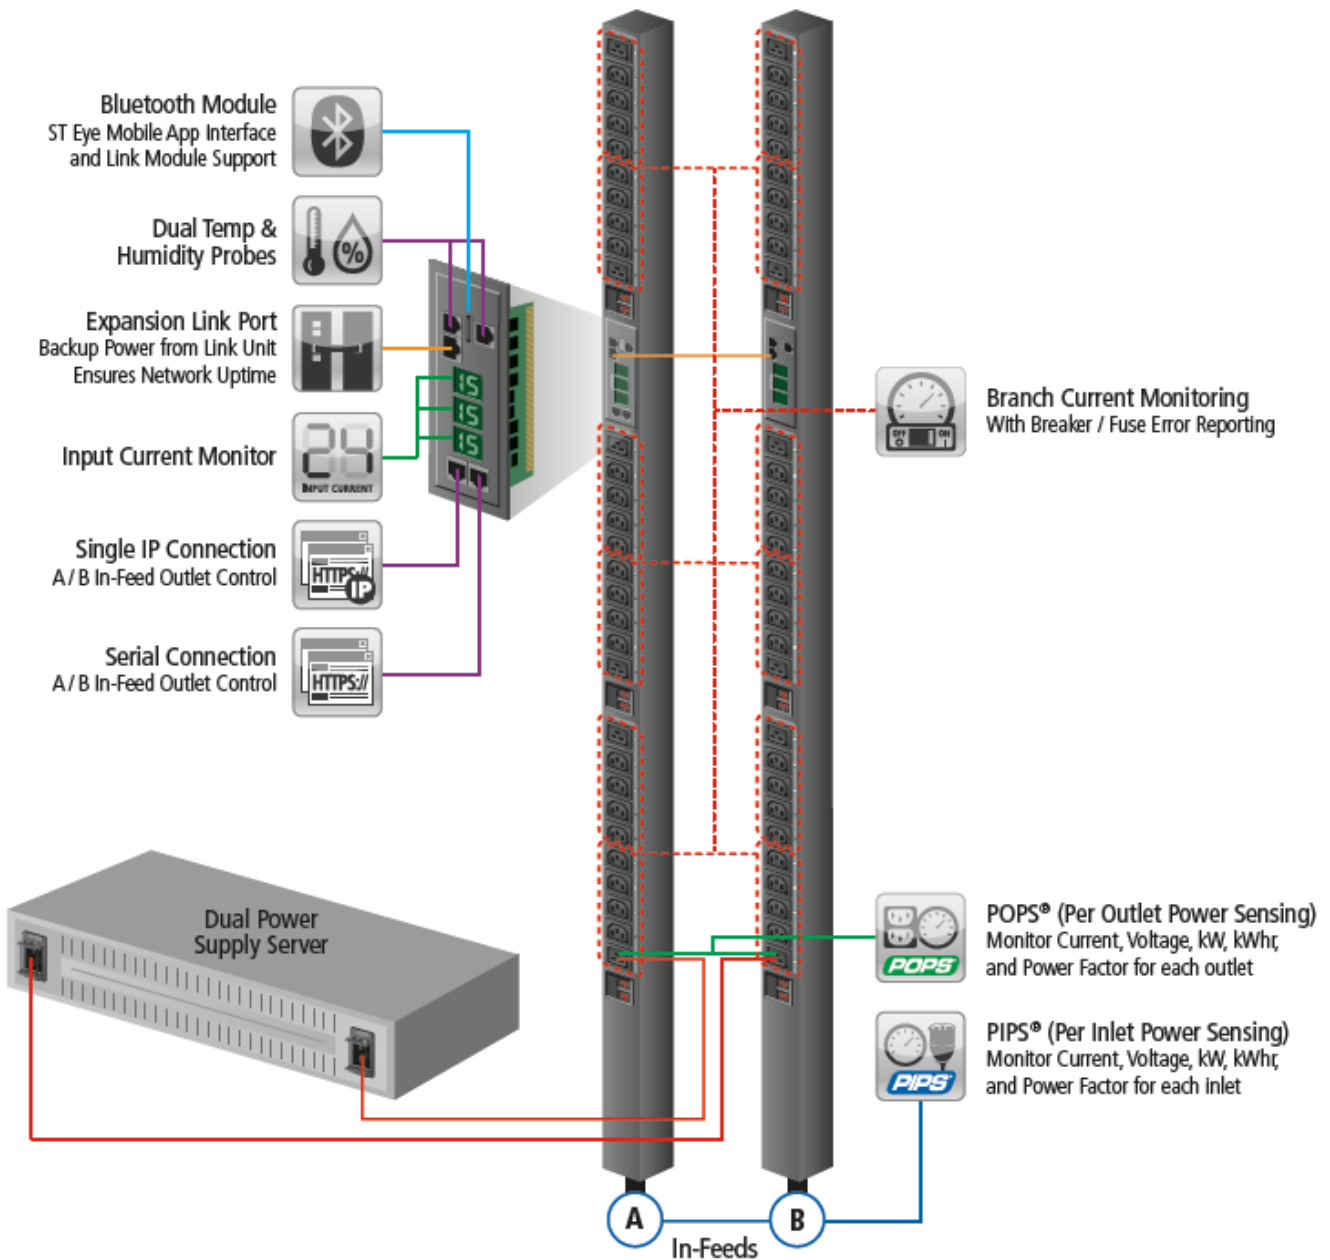 Bluetooth Module
ST Eye Mobile App Interface
and Link Module Support
Dual Temp &
Humidity Probes
%
Expansion Link Port
Backup Power from Link Unit
Ensures Network Uptime
15
15
15
Input Current Monitor
24
INPUT CURRENT
Single IP Connection
A / B In-Feed Outlet Control
HTTPS://
IP
Serial Connection
A / B In-Feed Outlet Control
HTTPS://
Branch Current Monitoring
With Breaker / Fuse Error Reporting
OFF
O
ON
I
Dual Power
Supply Server
POPS® (Per Outlet Power Sensing)
Monitor Current, Voltage, kW, kWhr,
and Power Factor for each outlet
POPS
PIPS® (Per Inlet Power Sensing)
Monitor Current, Voltage, kW, kWhr,
and Power Factor for each inlet
PIPS
A
B
In-Feeds